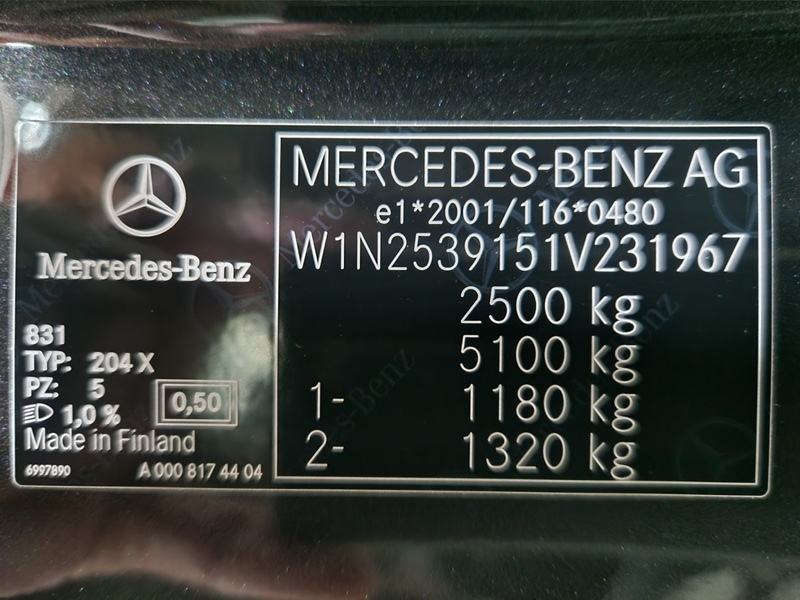 Mercedes-Benz
831
TYP: 204 X
PZ: 5
1,0 %
0,50
Made in Finland
6997890 A 000 817 44 04
MERCEDES-BENZ AG
e1*2001/116*0480
W1N2539151V231967
2500 kg
5100 kg
1- 1180 kg
2- 1320 kg